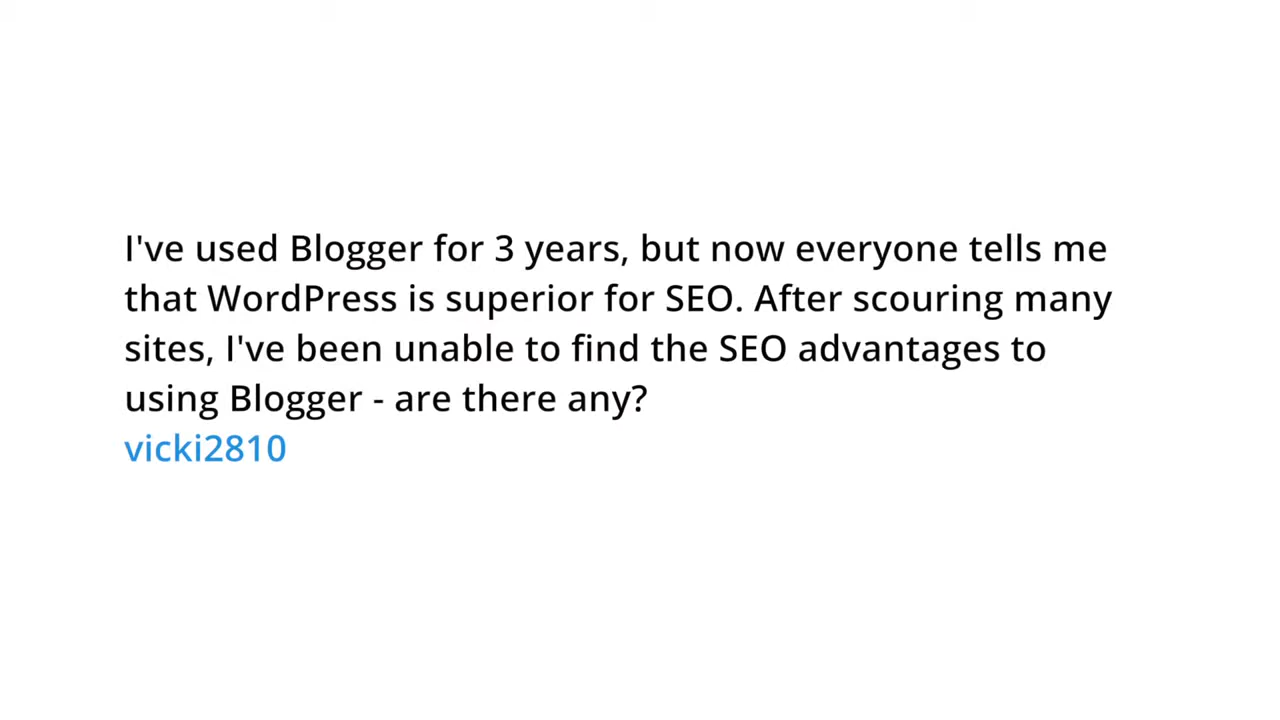 I've used Blogger for 3 years, but now everyone tells me
that WordPress is superior for SEO. After scouring many
sites, I've been unable to find the SEO advantages to
using Blogger - are there any?
vicki2810